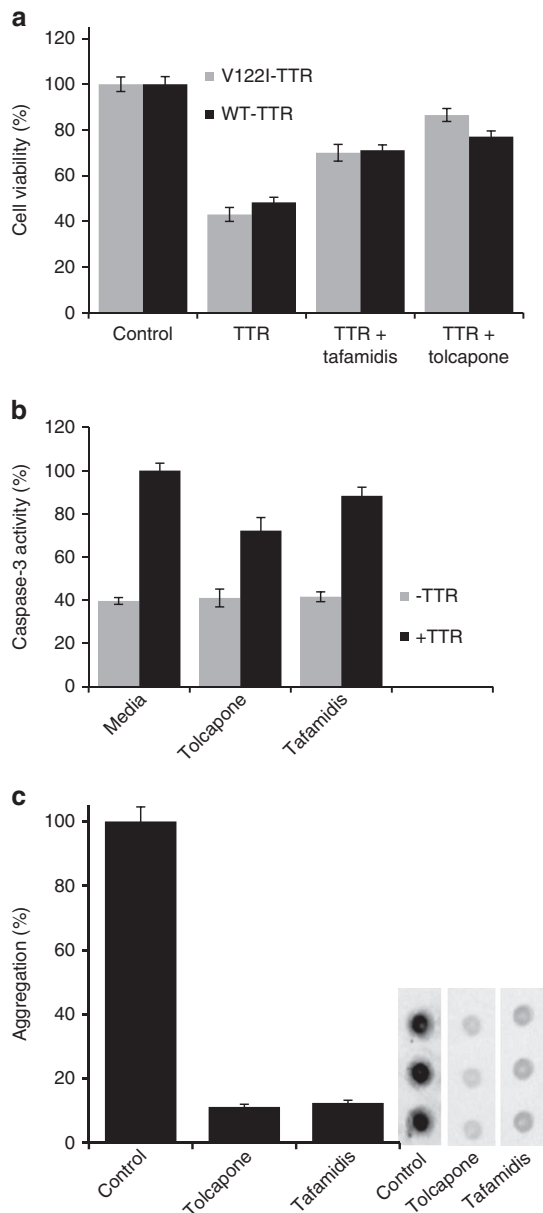 a
120
100
80
60
40
20
0
Cell viability (%)
V122I-TTR
WT-TTR
Control
TTR
TTR +
tafamidis
TTR +
tolcapone
b
120
100
80
60
40
20
0
Caspase-3 activity (%)
-TTR
+TTR
Media
Tolcapone
Tafamidis
c
100
80
60
40
20
0
Aggregation (%)
Control
Tolcapone
Tafamidis
Control
Tolcapone
Tafamidis